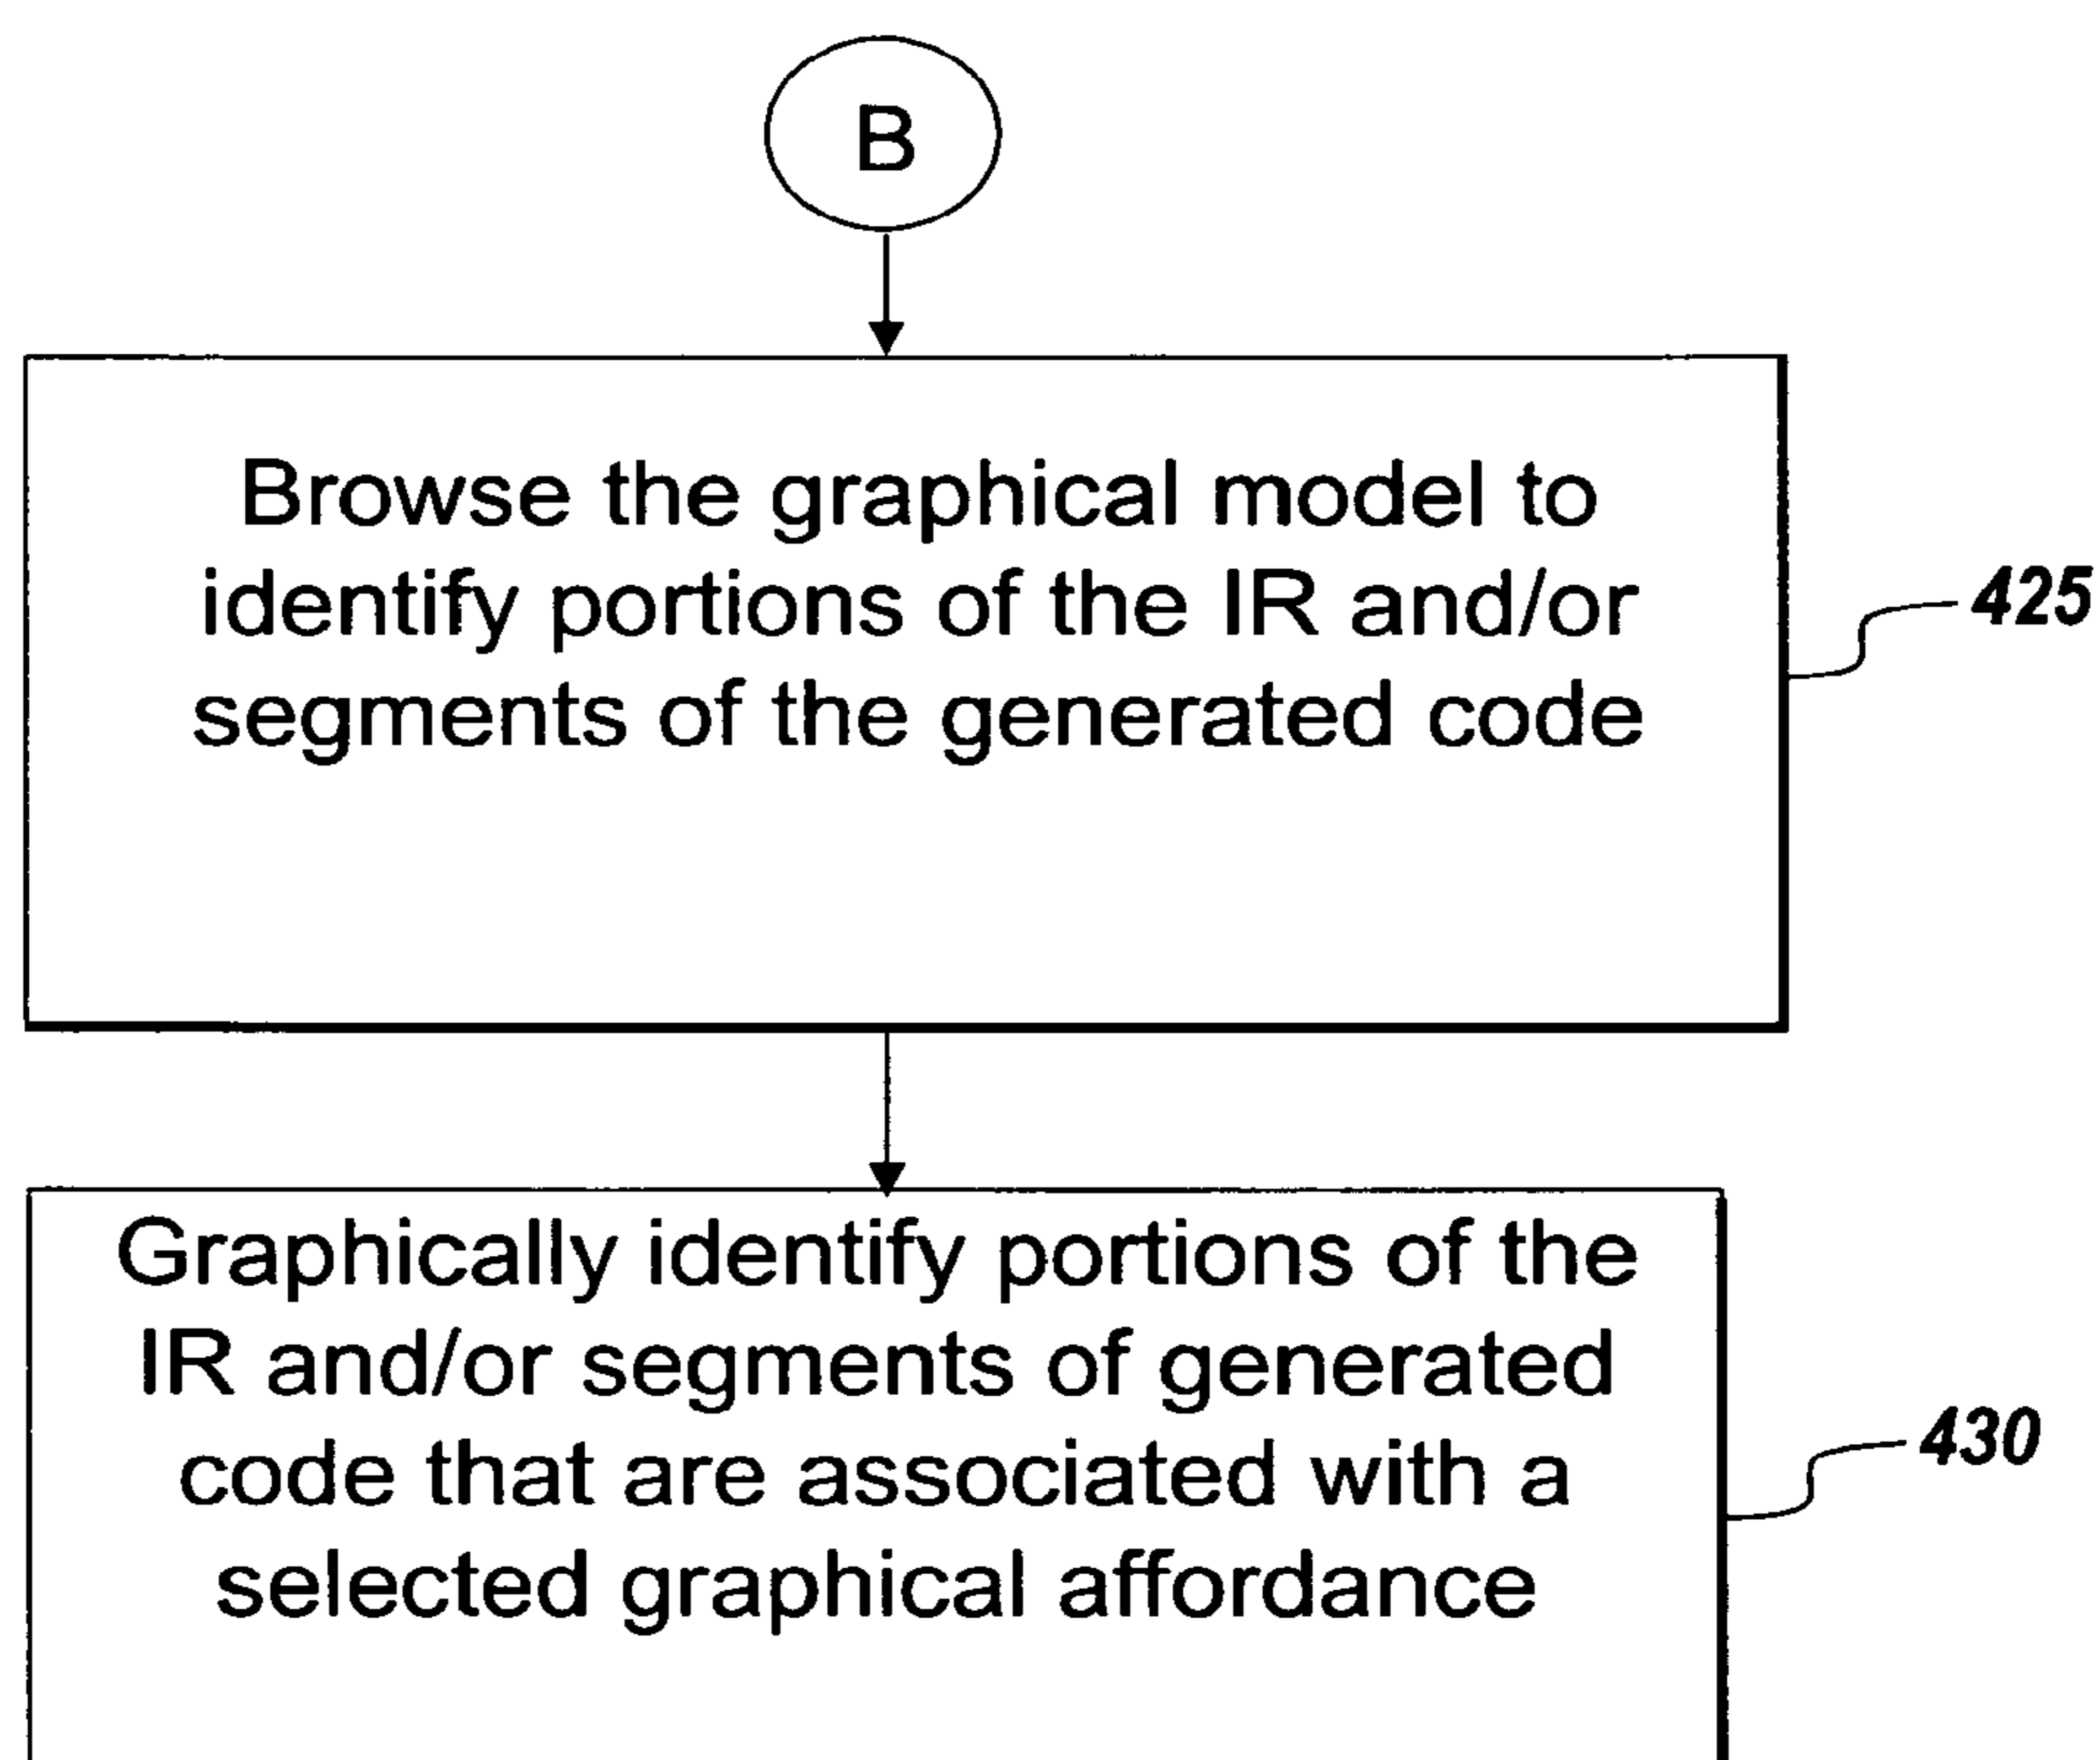 B
Browse the graphical model to
identify portions of the IR and/or
segments of the generated code
425
Graphically identify portions of the
IR and/or segments of generated
code that are associated with a
selected graphical affordance
430